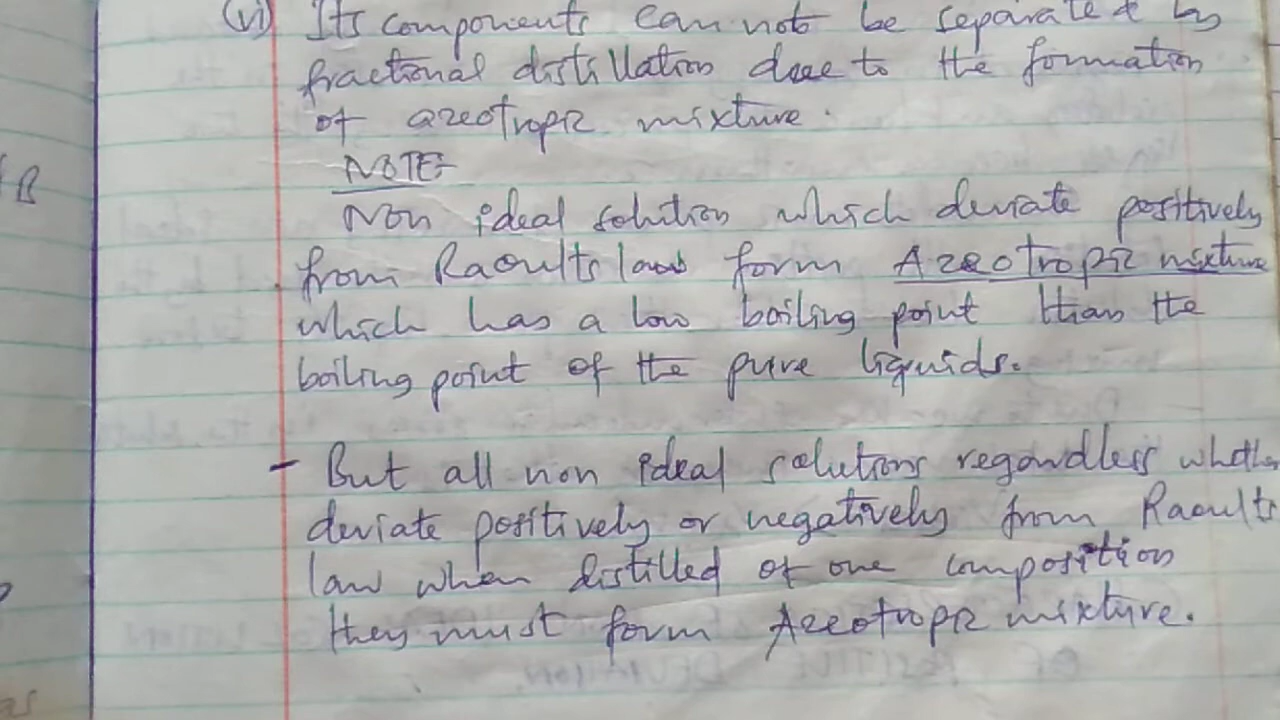 (vi) Its components can not be separated by
fractional distillation due to the formation
of azeotropic mixture.
NOTE:
Non ideal solution which deviate positively
from Raoults law form Azeotropic mixture
which has a low boiling point than the
boiling point of the pure liquids.
- But all non ideal solutions regardless whether
deviate positively or negatively from Raoults
law when distilled of one composition
they must form Azeotropic mixture.